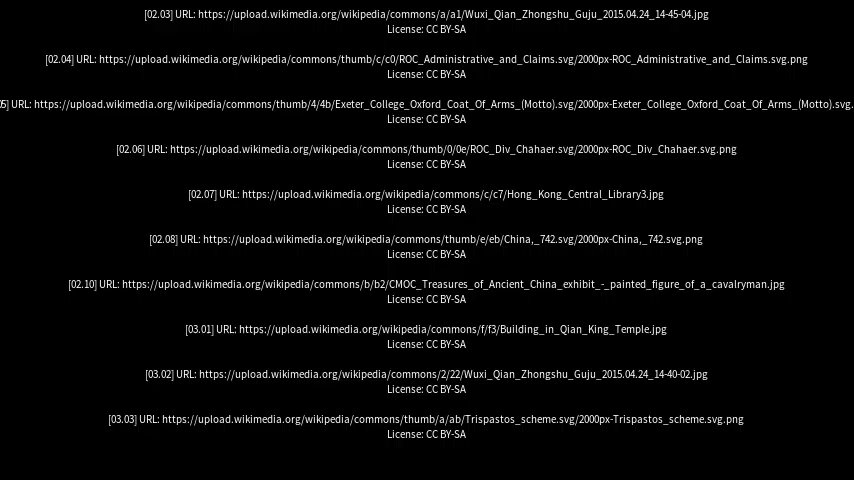 [02.03] URL: https://upload.wikimedia.org/wikipedia/commons/a/a1/Wuxi_Qian_Zhongshu_Guju_2015.04.24_14-45-04.jpg
License: CC BY-SA
[02.04] URL: https://upload.wikimedia.org/wikipedia/commons/thumb/c/c0/ROC_Administrative_and_Claims.svg/2000px-ROC_Administrative_and_Claims.svg.png
License: CC BY-SA
5] URL: https://upload.wikimedia.org/wikipedia/commons/thumb/4/4b/Exeter_College_Oxford_Coat_Of_Arms_(Motto).svg/2000px-Exeter_College_Oxford_Coat_Of_Arms_(Motto).svg.
License: CC BY-SA
[02.06] URL: https://upload.wikimedia.org/wikipedia/commons/thumb/0/0e/ROC_Div_Chahaer.svg/2000px-ROC_Div_Chahaer.svg.png
License: CC BY-SA
[02.07] URL: https://upload.wikimedia.org/wikipedia/commons/c/c7/Hong_Kong_Central_Library3.jpg
License: CC BY-SA
[02.08] URL: https://upload.wikimedia.org/wikipedia/commons/thumb/e/eb/China,_742.svg/2000px-China,_742.svg.png
License: CC BY-SA
[02.10] URL: https://upload.wikimedia.org/wikipedia/commons/b/b2/CMOC_Treasures_of_Ancient_China_exhibit_-_painted_figure_of_a_cavalryman.jpg
License: CC BY-SA
[03.01] URL: https://upload.wikimedia.org/wikipedia/commons/f/f3/Building_in_Qian_King_Temple.jpg
License: CC BY-SA
[03.02] URL: https://upload.wikimedia.org/wikipedia/commons/2/22/Wuxi_Qian_Zhongshu_Guju_2015.04.24_14-40-02.jpg
License: CC BY-SA
[03.03] URL: https://upload.wikimedia.org/wikipedia/commons/thumb/a/ab/Trispastos_scheme.svg/2000px-Trispastos_scheme.svg.png
License: CC BY-SA